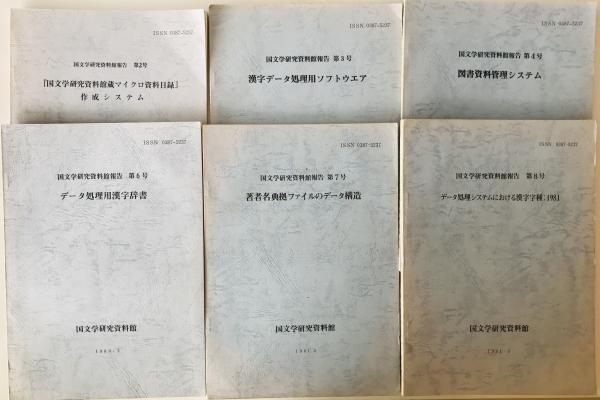 ISSN 0387-5237
国文学研究資料館報告 第2号
『国文学研究資料館蔵マイクロ資料目録』
作成システム
ISSN 0387-5237
国文学研究資料館報告 第3号
漢字データ処理用ソフトウエア
ISSN 0387-5237
国文学研究資料館報告 第4号
図書資料管理システム
ISSN 0387-5237
国文学研究資料館報告 第6号
データ処理用漢字辞書
国文学研究資料館
ISSN 0387-5237
国文学研究資料館報告 第7号
著者名典拠ファイルのデータ構造
国文学研究資料館
ISSN 0387-5237
国文学研究資料館報告 第8号
データ処理システムにおける漢字字種:1981
国文学研究資料館